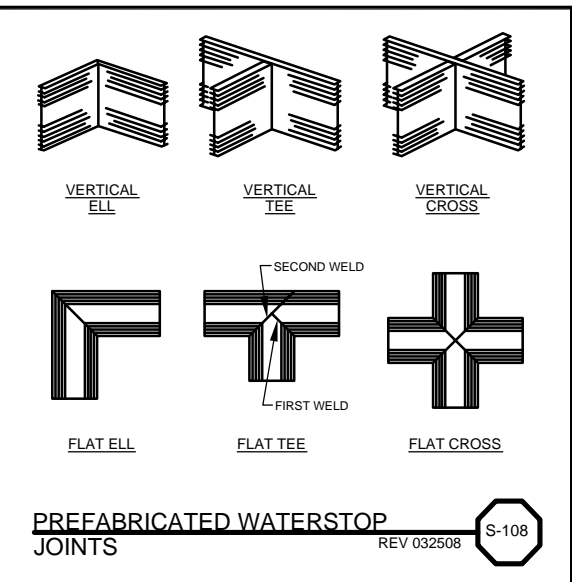 VERTICAL
ELL
VERTICAL
TEE
VERTICAL
CROSS
SECOND WELD
FIRST WELD
FLAT ELL
FLAT TEE
FLAT CROSS
PREFABRICATED WATERSTOP
JOINTS
REV 032508
S-108